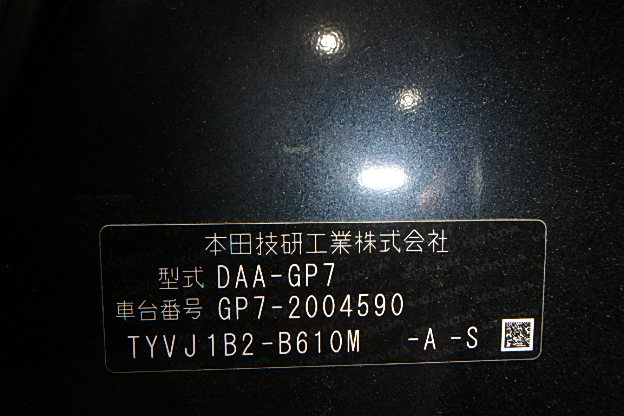 本田技研工業株式会社
型式 DAA-GP7
車台番号 GP7-2004590
TYVJ1B2-B610M -A -S